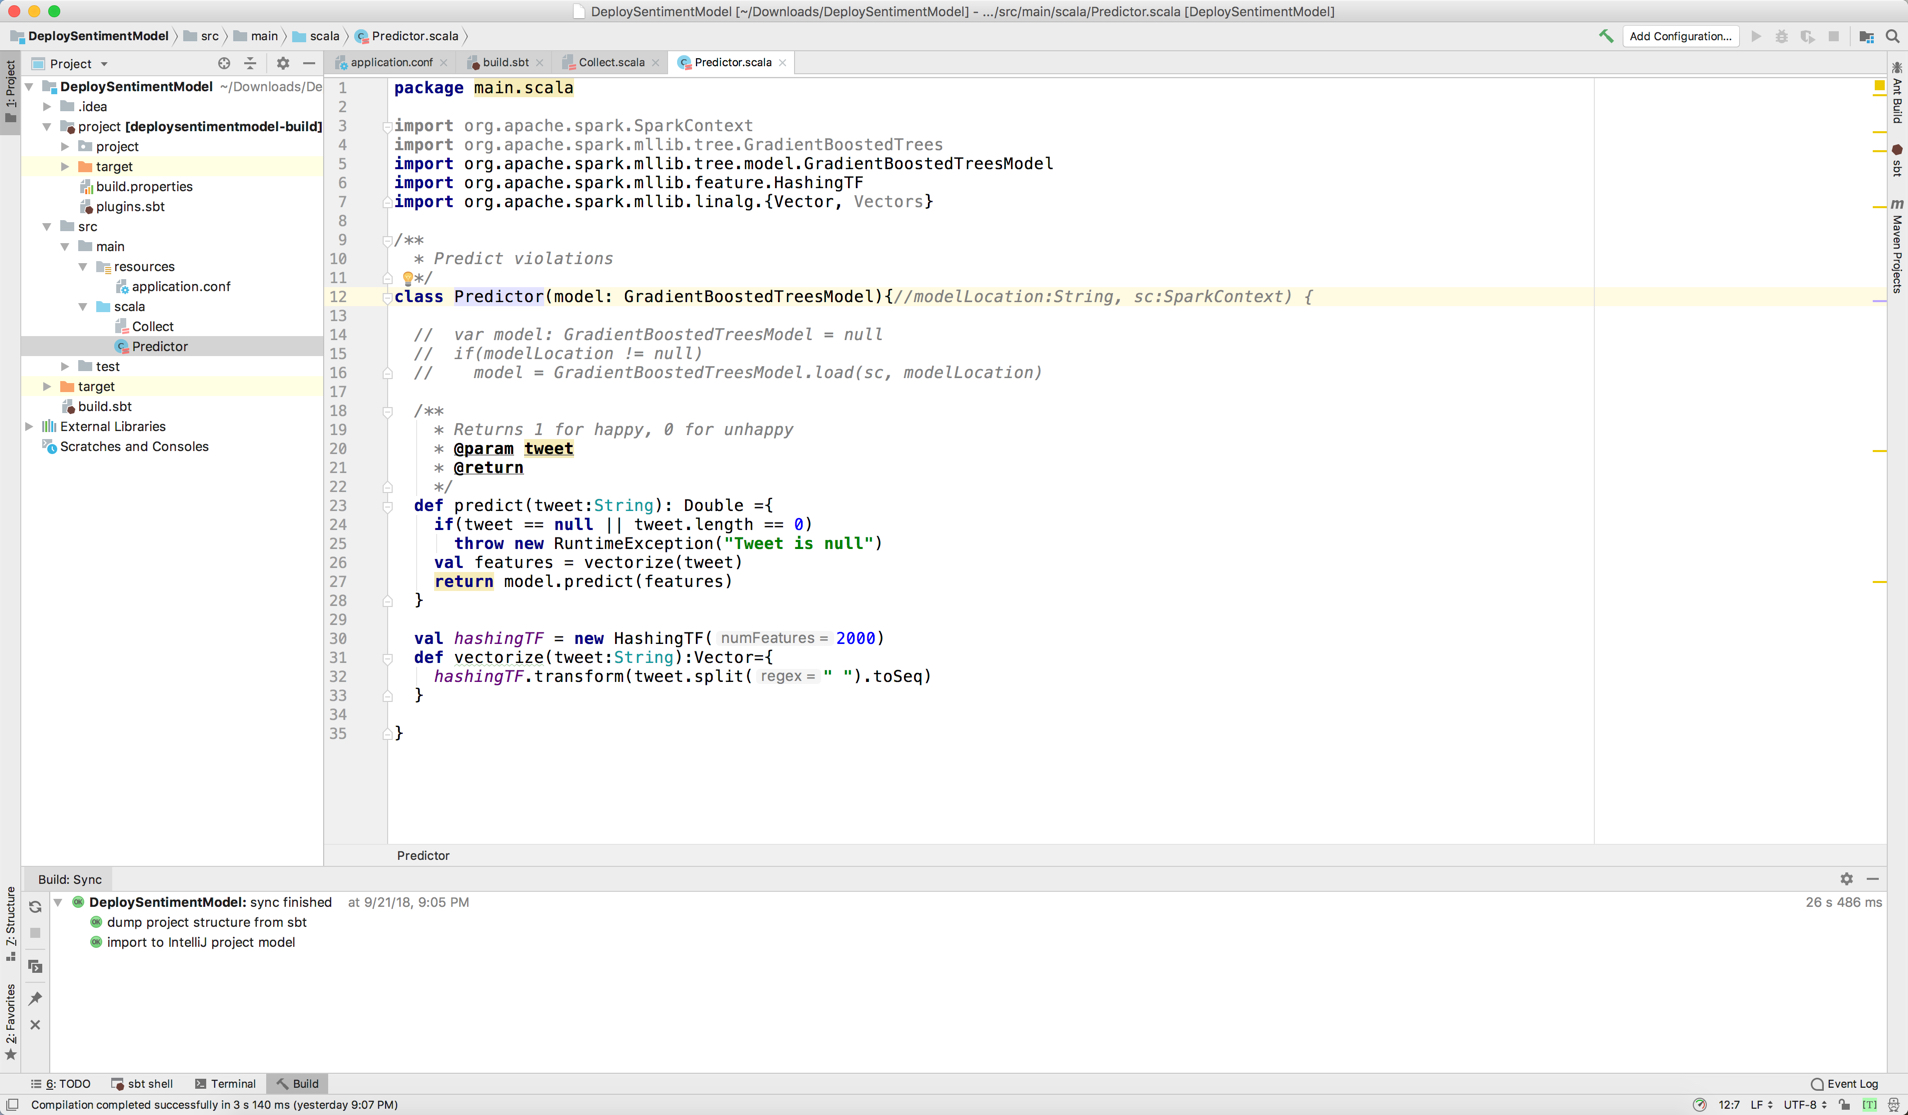 DeploySentimentModel [~/Downloads/DeploySentimentModel] - .../src/main/scala/Predictor.scala [DeploySentimentModel]
DeploySentimentModel src main scala Predictor.scala
Add Configuration...
1: Project
Project
application.conf build.sbt Collect.scala Predictor.scala
DeploySentimentModel ~/Downloads/De
.idea
project [deploysentimentmodel-build]
project
target
build.properties
plugins.sbt
src
main
resources
application.conf
scala
Collect
Predictor
test
target
build.sbt
External Libraries
Scratches and Consoles
1 package main.scala
2
3 import org.apache.spark.SparkContext
4 import org.apache.spark.mllib.tree.GradientBoostedTrees
5 import org.apache.spark.mllib.tree.model.GradientBoostedTreesModel
6 import org.apache.spark.mllib.feature.HashingTF
7 import org.apache.spark.mllib.linalg.{Vector, Vectors}
8
9 /**
10 * Predict violations
11 */
12 class Predictor(model: GradientBoostedTreesModel){//modelLocation:String, sc:SparkContext) {
13
14 // var model: GradientBoostedTreesModel = null
15 // if(modelLocation != null)
16 // model = GradientBoostedTreesModel.load(sc, modelLocation)
17
18 /**
19 * Returns 1 for happy, 0 for unhappy
20 * @param tweet
21 * @return
22 */
23 def predict(tweet:String): Double ={
24 if(tweet == null || tweet.length == 0)
25 throw new RuntimeException("Tweet is null")
26 val features = vectorize(tweet)
27 return model.predict(features)
28 }
29
30 val hashingTF = new HashingTF( numFeatures = 2000)
31 def vectorize(tweet:String):Vector={
32 hashingTF.transform(tweet.split( regex = " ").toSeq)
33 }
34
35 }
Predictor
Ant Build
sbt
m Maven Projects
Build: Sync
DeploySentimentModel: sync finished at 9/21/18, 9:05 PM 26 s 486 ms
OK dump project structure from sbt
OK import to IntelliJ project model
Z: Structure
2: Favorites
6: TODO sbt shell Terminal Build Event Log
Compilation completed successfully in 3 s 140 ms (yesterday 9:07 PM) 12:7 LF UTF-8 [T]